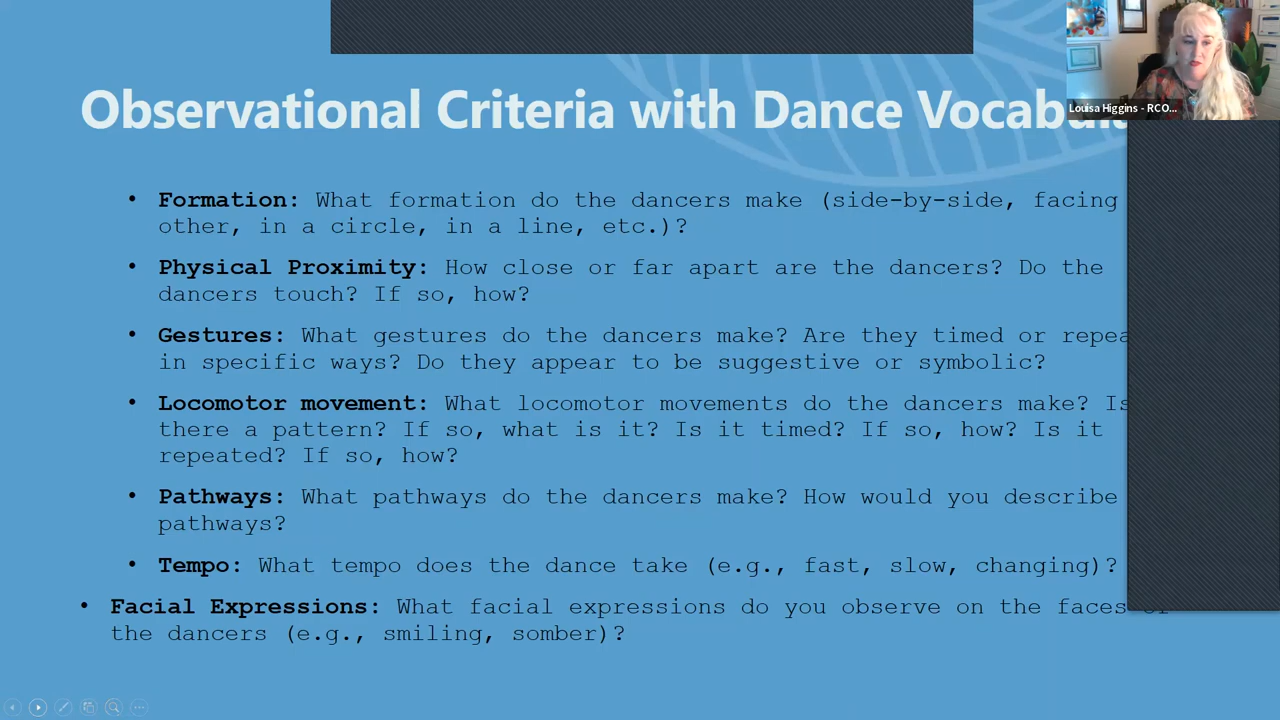 Louisa Higgins - RCO...
Observational Criteria with Dance
• Formation: What formation do the dancers make (side-by-side, facing
other, in a circle, in a line, etc.)?
• Physical Proximity: How close or far apart are the dancers? Do the
dancers touch? If so, how?
• Gestures: What gestures do the dancers make? Are they timed or
in specific ways? Do they appear to be suggestive or symbolic?
• Locomotor movement: What locomotor movements do the dancers make? Is
there a pattern? If so, what is it? Is it timed? If so, how? Is it
repeated? If so, how?
• Pathways: What pathways do the dancers make? How would you describe
pathways?
• Tempo: What tempo does the dance take (e.g., fast, slow, changing)?
• Facial Expressions: What facial expressions do you observe on the faces of
the dancers (e.g., smiling, somber)?